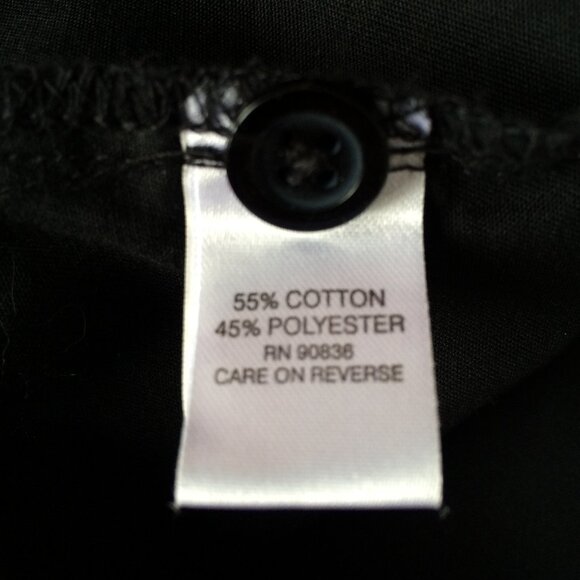 55% COTTON
45% POLYESTER
RN 90836
CARE ON REVERSE